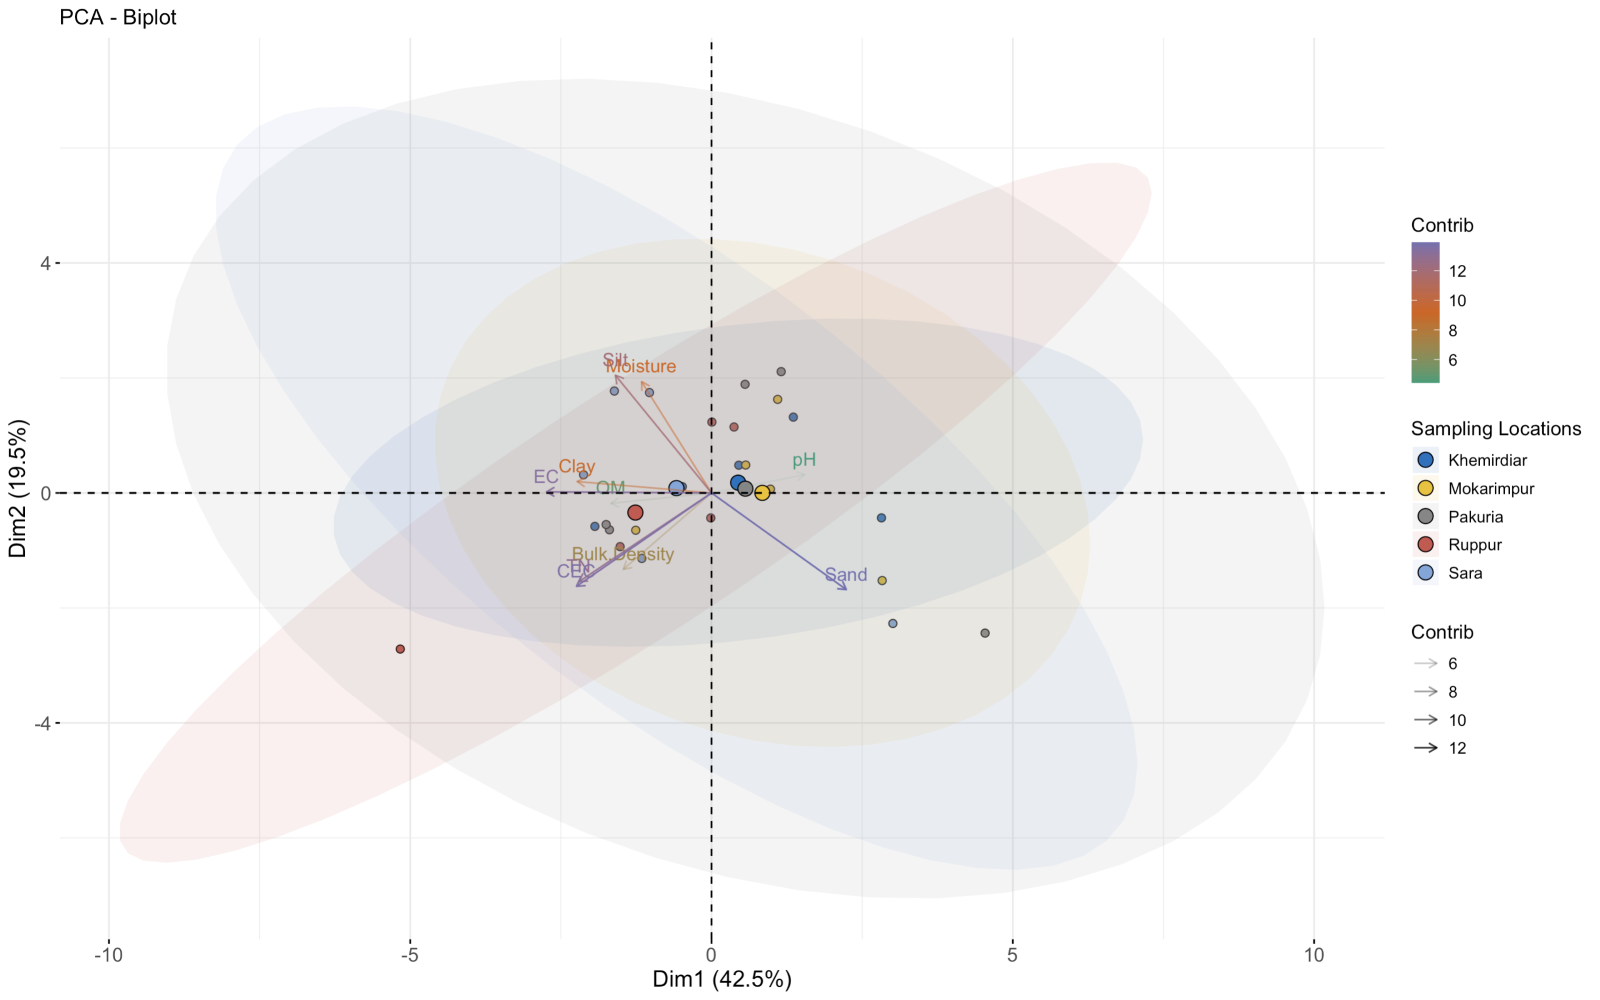 PCA - Biplot
Dim2 (19.5%)
4
0
-4
Silt
Moisture
Clay
EC
OM
pH
Bulk Density
TN
CEC
Sand
-10
-5
0
5
10
Dim1 (42.5%)
Contrib
12
10
8
6
Sampling Locations
Khemirdiar
Mokarimpur
Pakuria
Ruppur
Sara
Contrib
6
8
10
12